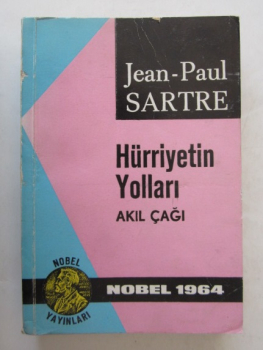 Jean-Paul
SARTRE
Hürriyetin
Yolları
AKIL ÇAĞI
NOBEL 1964
NOBEL
YAYINLARI